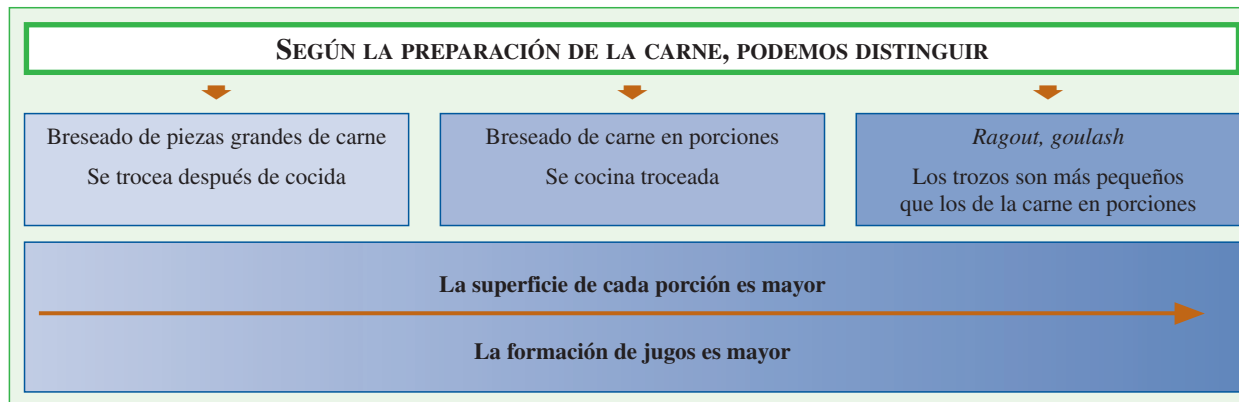 SEGÚN LA PREPARACIÓN DE LA CARNE, PODEMOS DISTINGUIR
Breseado de piezas grandes de carne
Se trocea después de cocida
Breseado de carne en porciones
Se cocina troceada
Ragout, goulash
Los trozos son más pequeños
que los de la carne en porciones
La superficie de cada porción es mayor
La formación de jugos es mayor